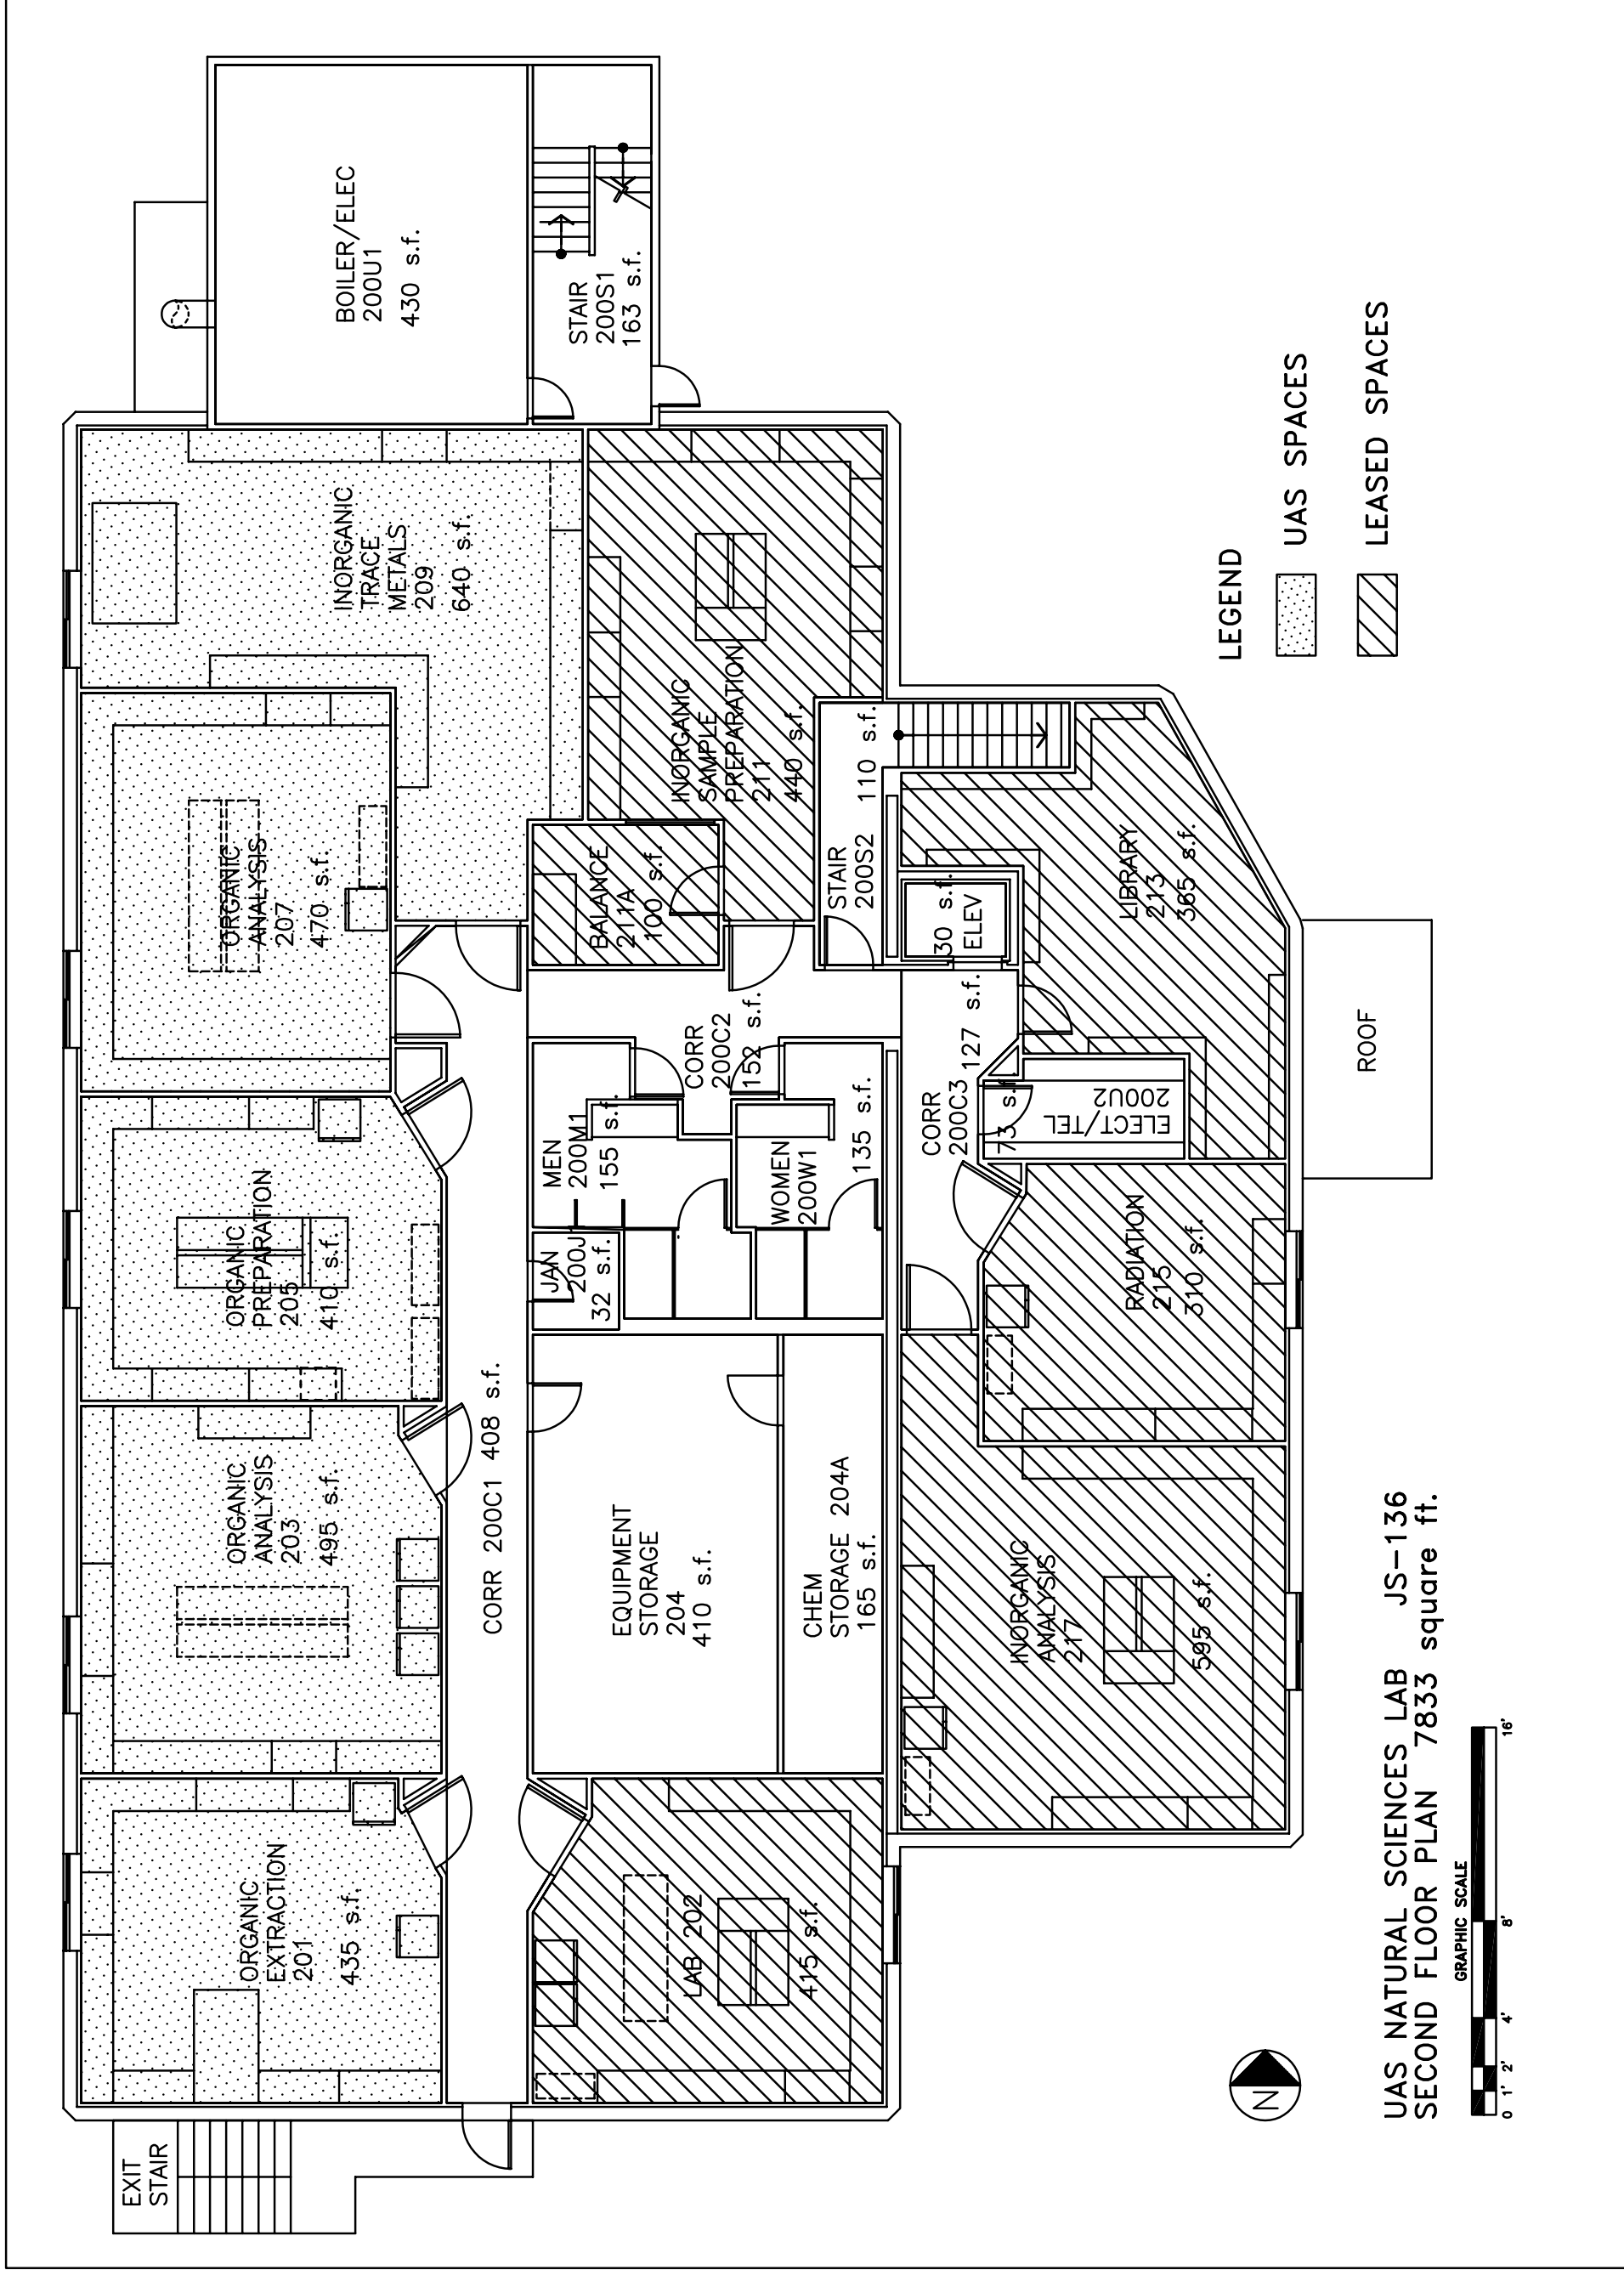 EXIT
STAIR
ORGANIC
EXTRACTION
201
435 s.f.
ORGANIC
ANALYSIS
203
495 s.f.
ORGANIC
PREPARATION
205
410 s.f.
ORGANIC
ANALYSIS
207
470 s.f.
INORGANIC
TRACE
METALS
209
640 s.f.
BOILER/ELEC
200U1
430 s.f.
STAIR
200S1
163 s.f.
CORR 200C1 408 s.f.
LAB 202
415 s.f.
EQUIPMENT
STORAGE
204
410 s.f.
CHEM
STORAGE 204A
165 s.f.
JAN
200J
32 s.f.
MEN
200M1
155 s.f.
WOMEN
200W1
135 s.f.
CORR
200C2
152 s.f.
BALANCE
211A
100 s.f.
INORGANIC
SAMPLE
PREPARATION
211
440 s.f.
STAIR
200S2 110 s.f.
30 s.f.
ELEV
CORR
200C3 127 s.f.
73 s.f.
ELECT/TEL
200U2
LIBRARY
213
365 s.f.
RADIATION
215
310 s.f.
INORGANIC
ANALYSIS
217
595 s.f.
ROOF
LEGEND
UAS SPACES
LEASED SPACES
N
UAS NATURAL SCIENCES LAB JS-136
SECOND FLOOR PLAN 7833 square ft.
GRAPHIC SCALE
0 1' 2' 4' 8' 16'